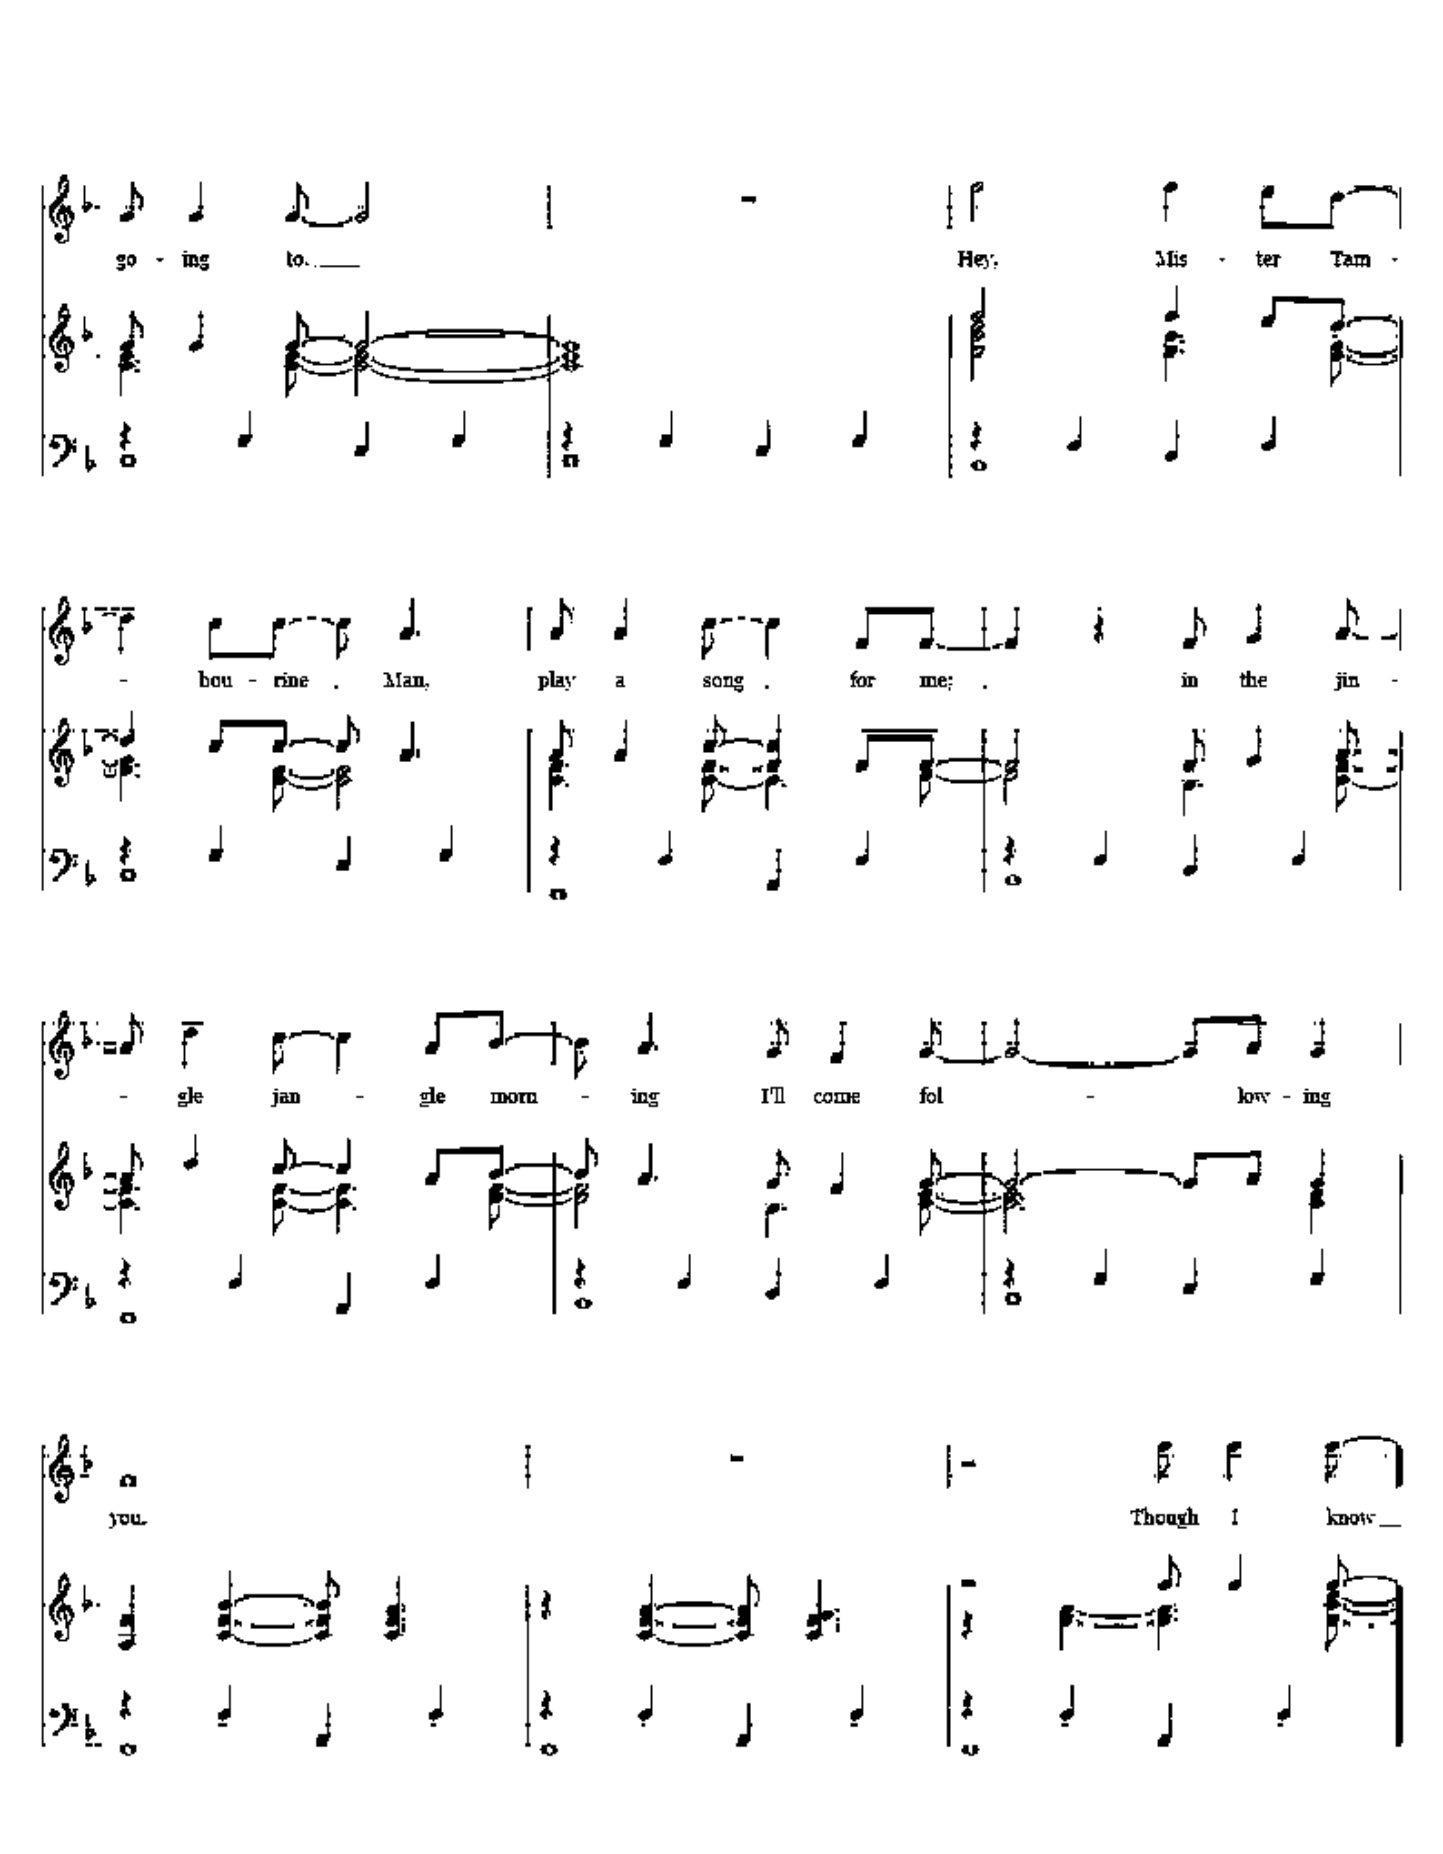 go - ing to.
Hey, Mis - ter Tam -
- bou - rine Man, play a song for me; in the jin -
- gle jan - gle morn - ing I'll come fol - low - ing
you. Though I know